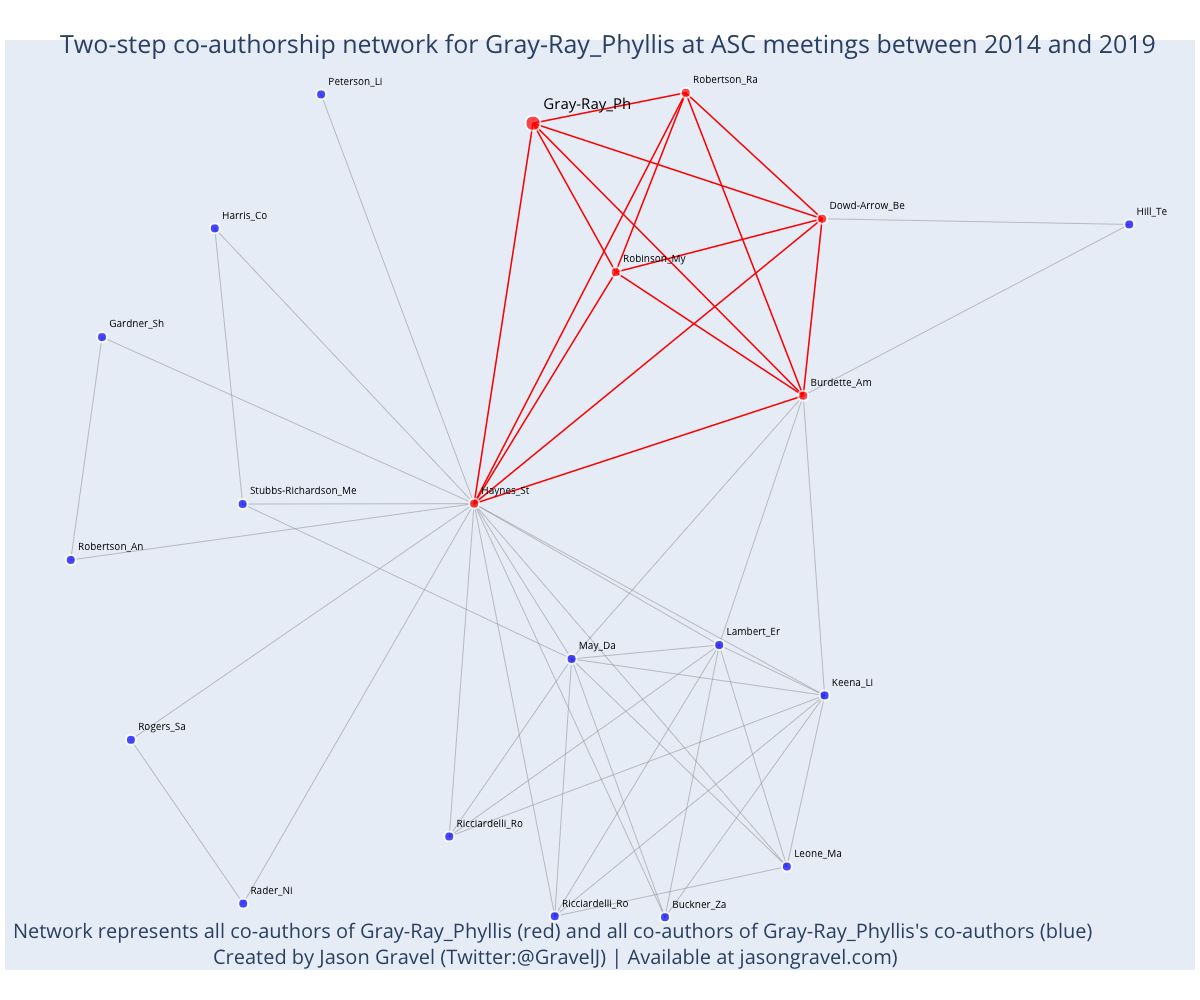 Two-step co-authorship network for Gray-Ray_Phyllis at ASC meetings between 2014 and 2019
Peterson_Li
Robertson_Ra
Gray-Ray_Ph
Dowd-Arrow_Be
Hill_Te
Harris_Co
Robinson_My
Gardner_Sh
Burdette_Am
Stubbs-Richardson_Me
Haynes_St
Robertson_An
Lambert_Er
May_Da
Keena_Li
Rogers_Sa
Ricciardelli_Ro
Leone_Ma
Rader_Ni
Ricciardelli_Ro
Buckner_Za
Network represents all co-authors of Gray-Ray_Phyllis (red) and all co-authors of Gray-Ray_Phyllis's co-authors (blue)
Created by Jason Gravel (Twitter:@GravelJ) | Available at jasongravel.com)